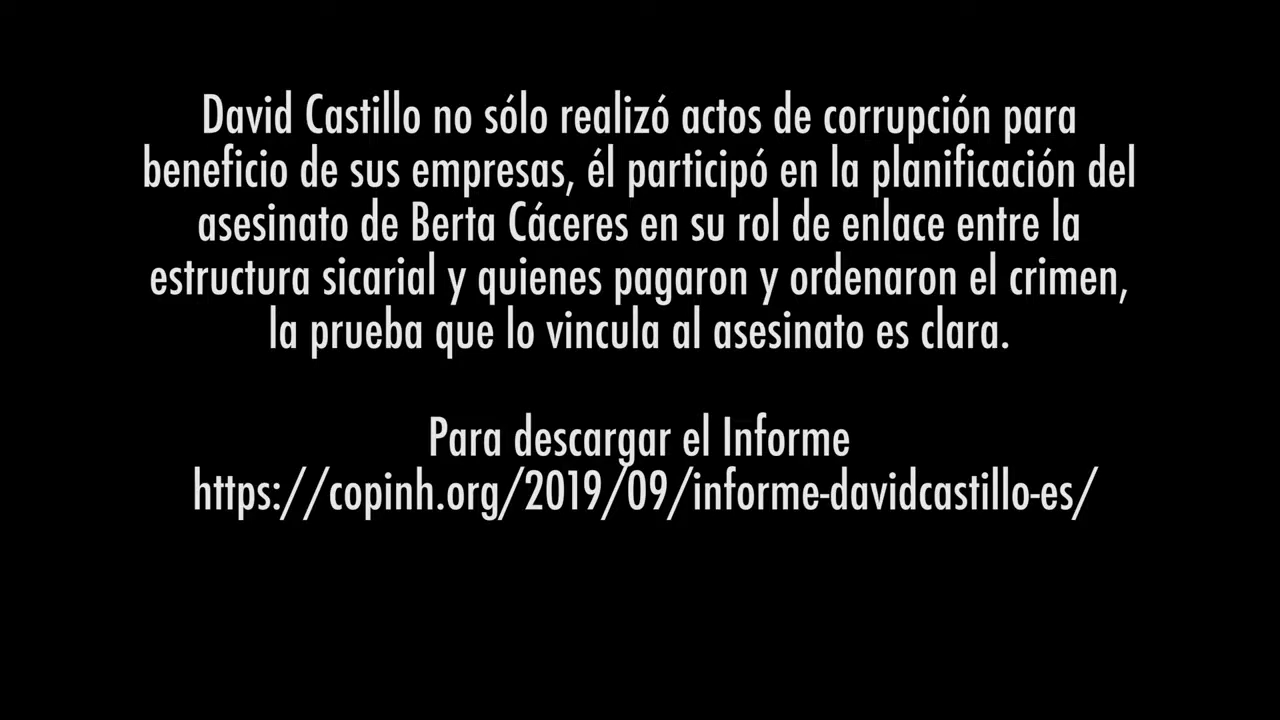 David Castillo no sólo realizó actos de corrupción para
beneficio de sus empresas, él participó en la planificación del
asesinato de Berta Cáceres en su rol de enlace entre la
estructura sicarial y quienes pagaron y ordenaron el crimen,
la prueba que lo vincula al asesinato es clara.
Para descargar el Informe
https://copinh.org/2019/09/informe-davidcastillo-es/